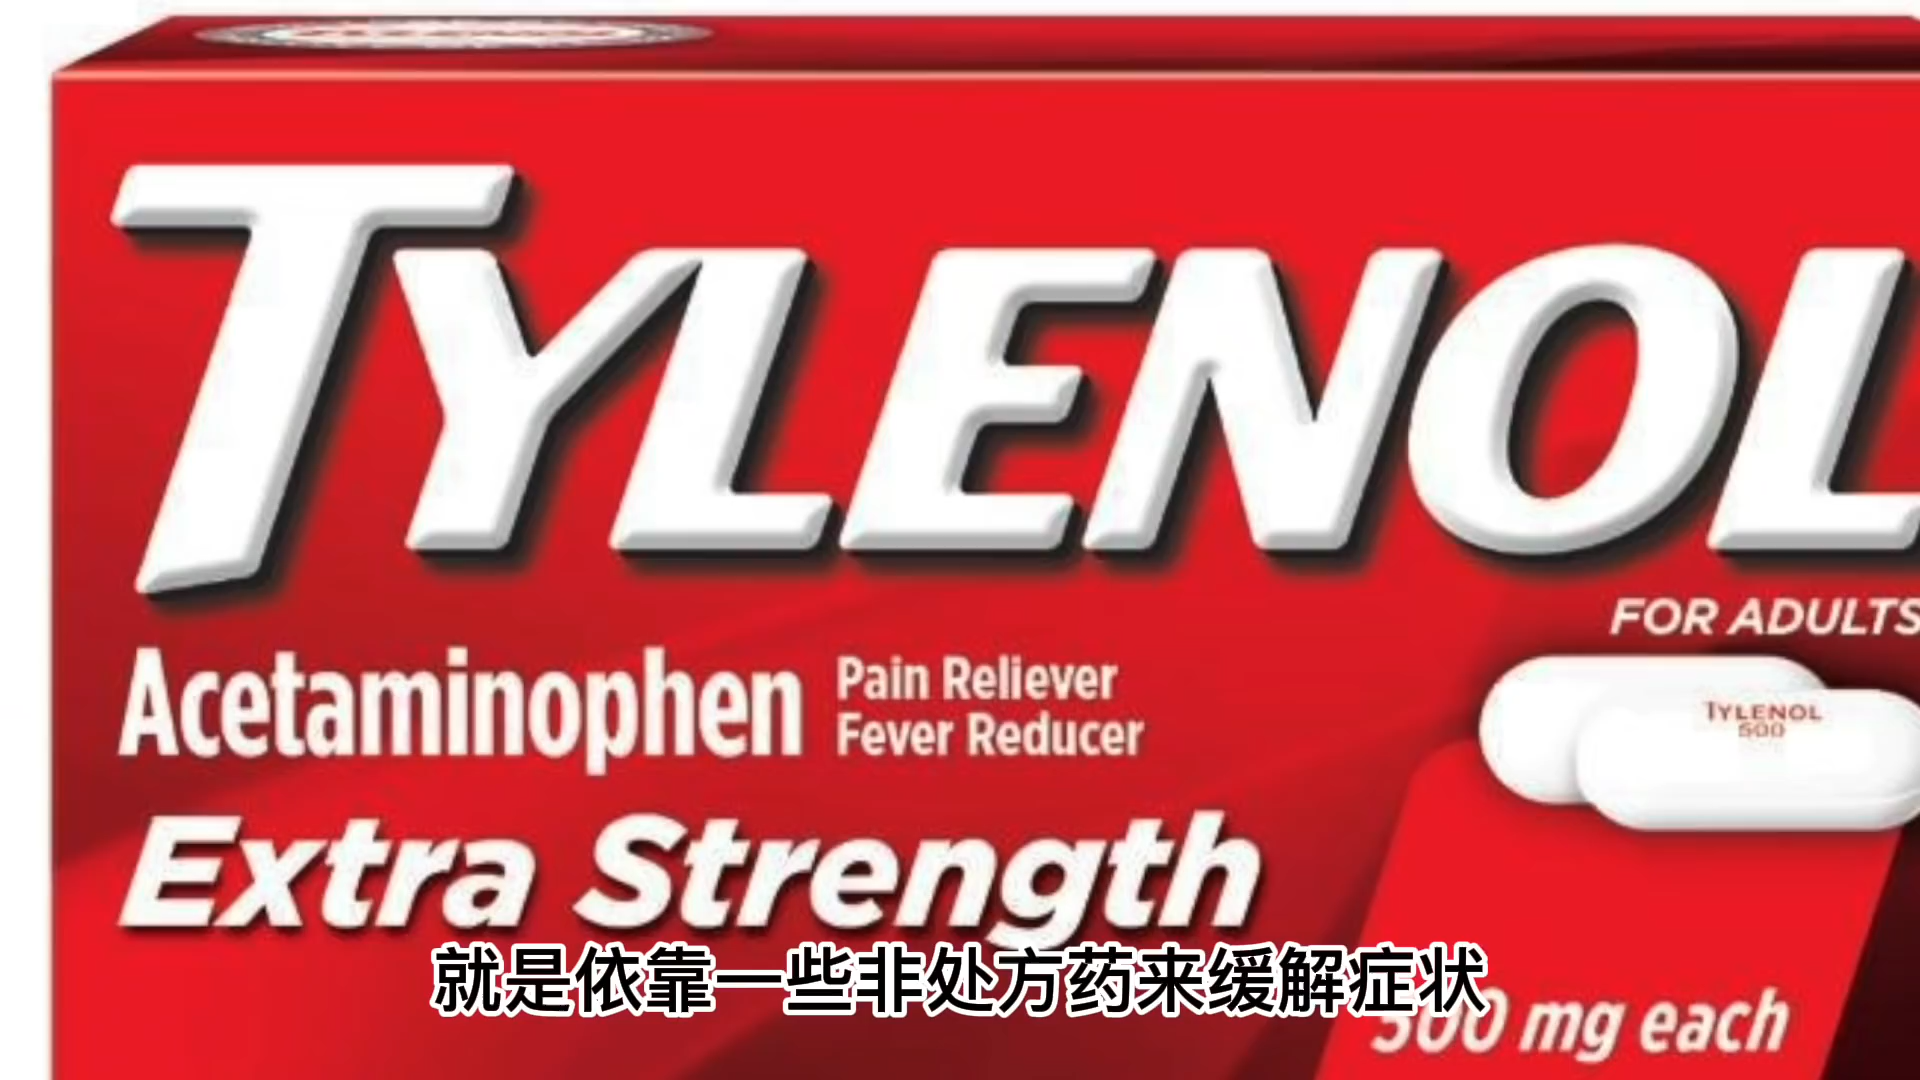 TYLENOL
FOR ADULTS
Acetaminophen
Pain Reliever
Fever Reducer
TYLENOL
500
Extra Strength
就是依靠一些非处方药来缓解症状
500 mg each